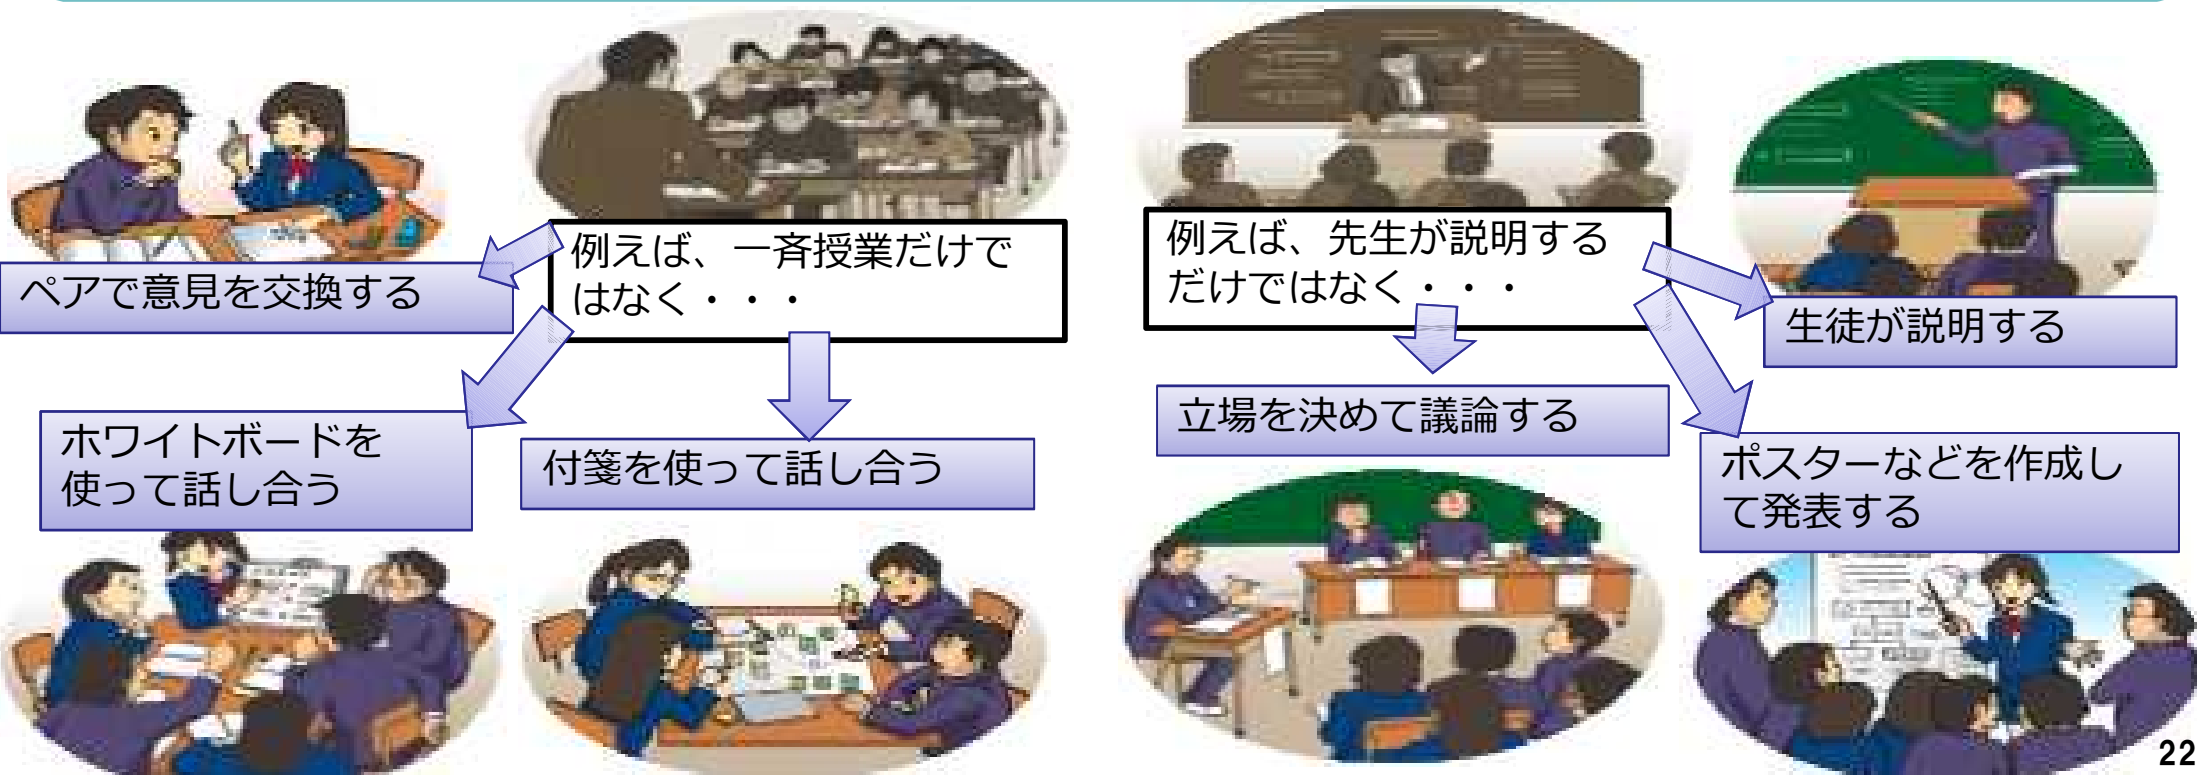 例えば、一斉授業だけで
はなく・・・
ペアで意見を交換する
ホワイトボードを
使って話し合う
付箋を使って話し合う
例えば、先生が説明する
だけではなく・・・
生徒が説明する
立場を決めて議論する
ポスターなどを作成し
て発表する
22